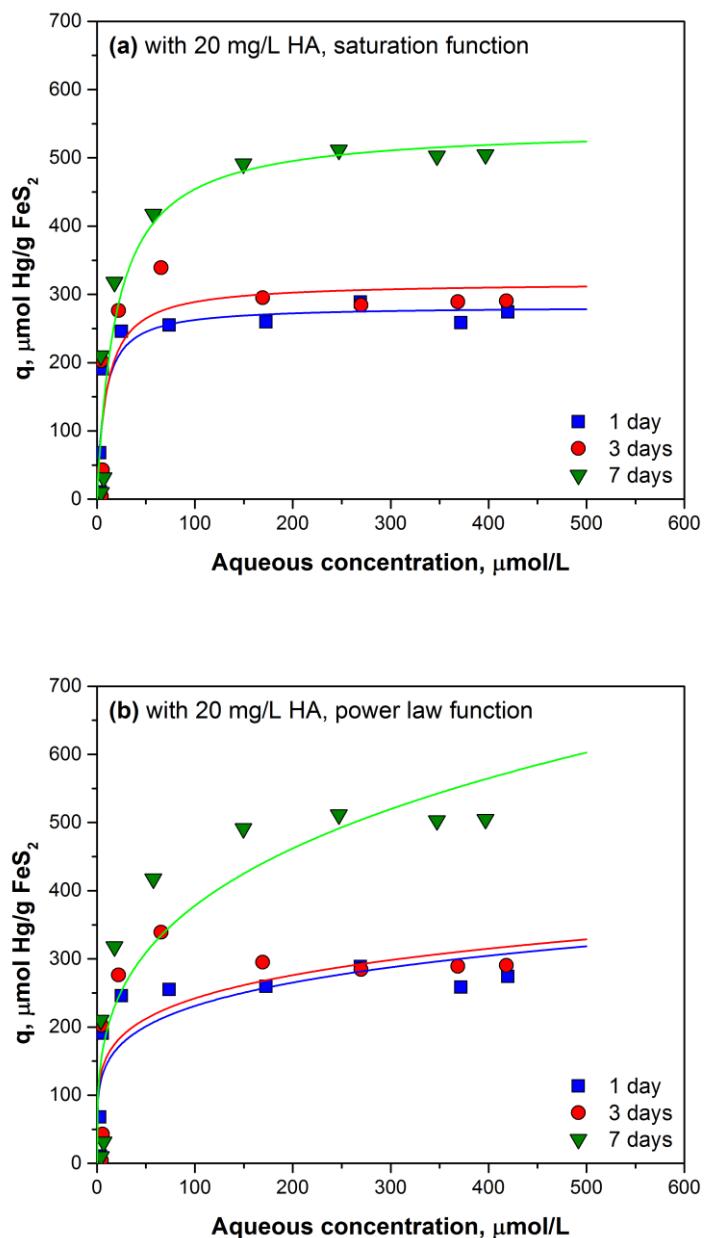 (a) with 20 mg/L HA, saturation function
700
600
500
400
300
200
100
0
q, μmol Hg/g FeS₂
0 100 200 300 400 500 600
Aqueous concentration, μmol/L
1 day
3 days
7 days
(b) with 20 mg/L HA, power law function
700
600
500
400
300
200
100
0
q, μmol Hg/g FeS₂
0 100 200 300 400 500 600
Aqueous concentration, μmol/L
1 day
3 days
7 days